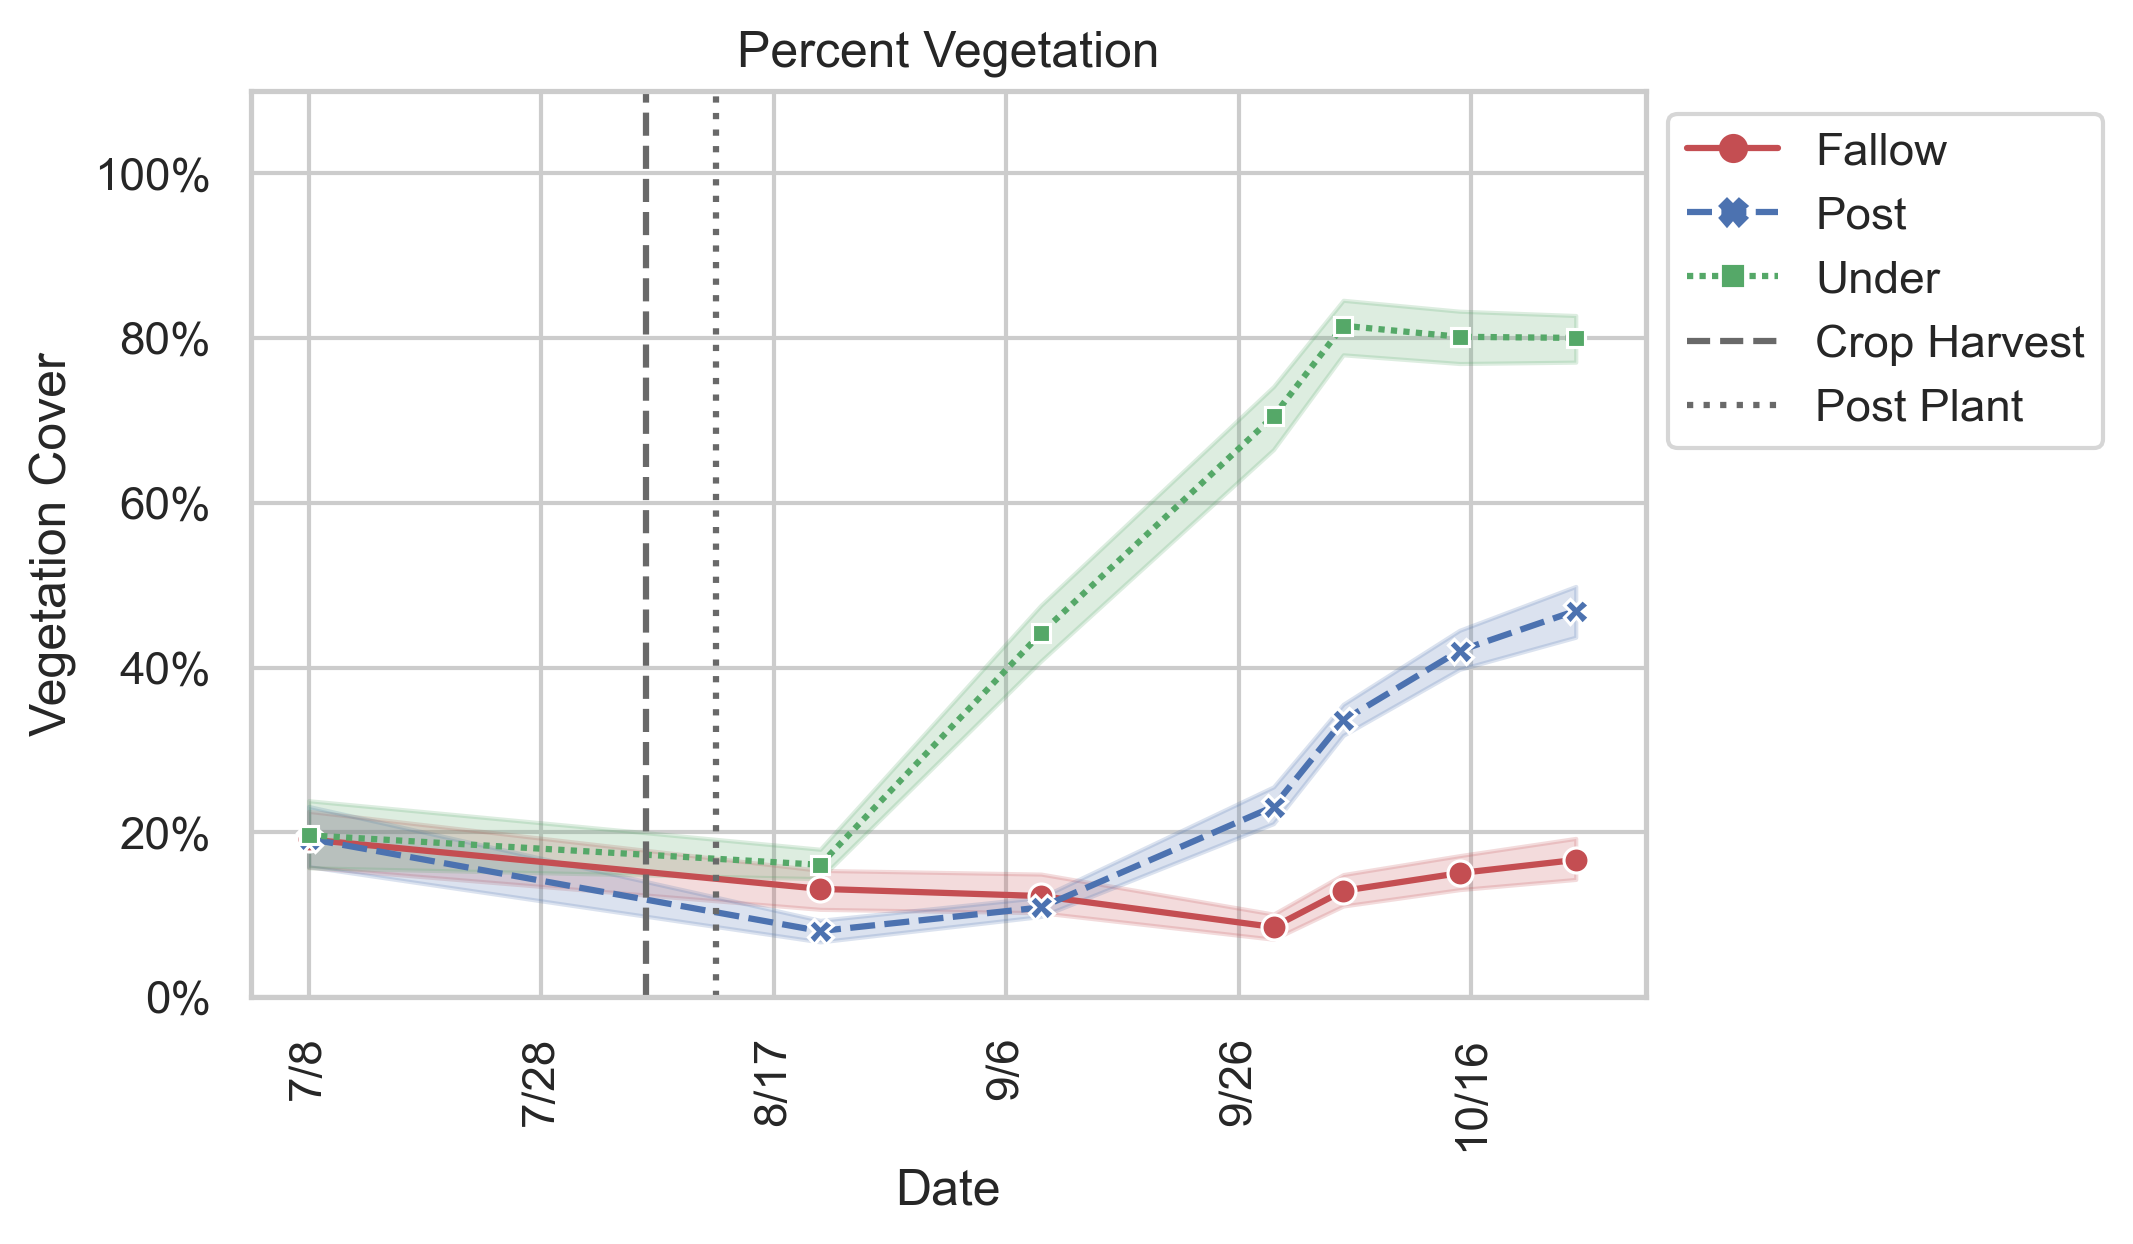 Percent Vegetation
100%
80%
60%
40%
20%
0%
Vegetation Cover
7/8
7/28
8/17
9/6
9/26
10/16
Date
Fallow
Post
Under
Crop Harvest
Post Plant